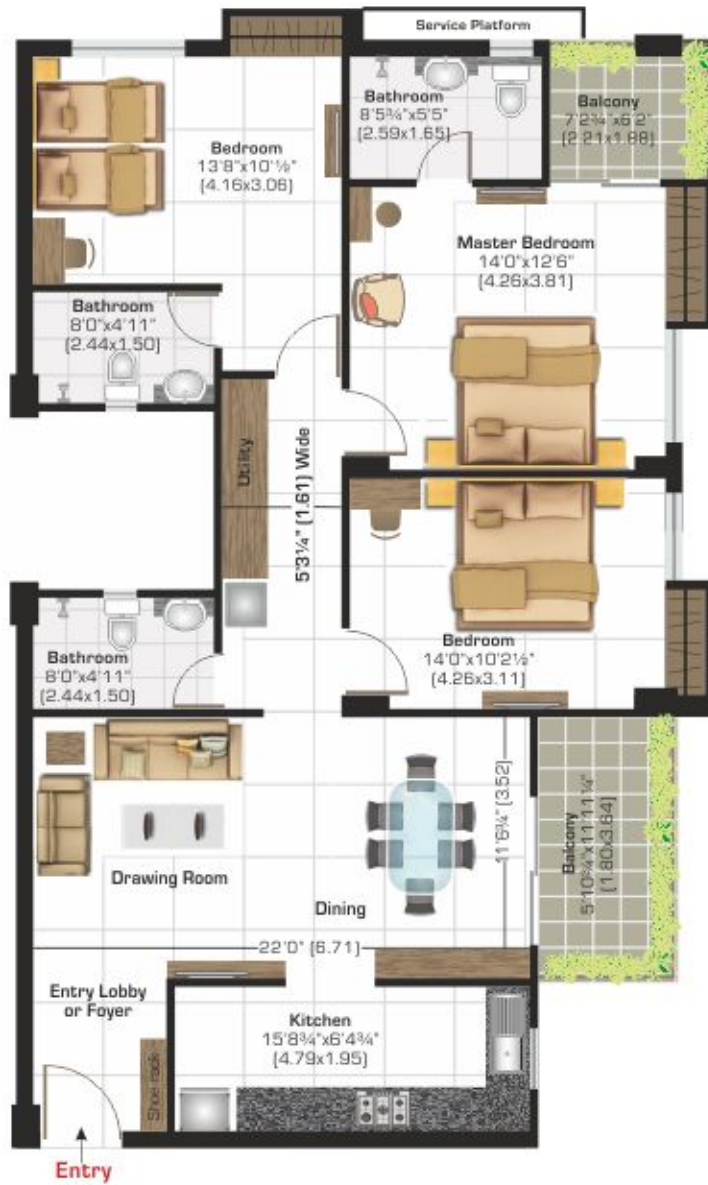 Service Platform
Bathroom
8'5¾"x5'5"
(2.59x1.65)
Balcony
7'2¾"x6'2"
(2.21x1.88)
Bedroom
13'8"x10'½"
(4.16x3.06)
Master Bedroom
14'0"x12'6"
(4.26x3.81)
Bathroom
8'0"x4'11"
(2.44x1.50)
Utility
5'3¼" (1.61) Wide
Bedroom
14'0"x10'2½"
(4.26x3.11)
Bathroom
8'0"x4'11"
(2.44x1.50)
Drawing Room
Dining
11'6¾" (3.52)
Balcony
5'10¾"x11'11¼"
(1.80x3.64)
22'0" (6.71)
Entry Lobby
or Foyer
Kitchen
15'8¾"x6'4¾"
(4.79x1.95)
Shoe rack
Entry